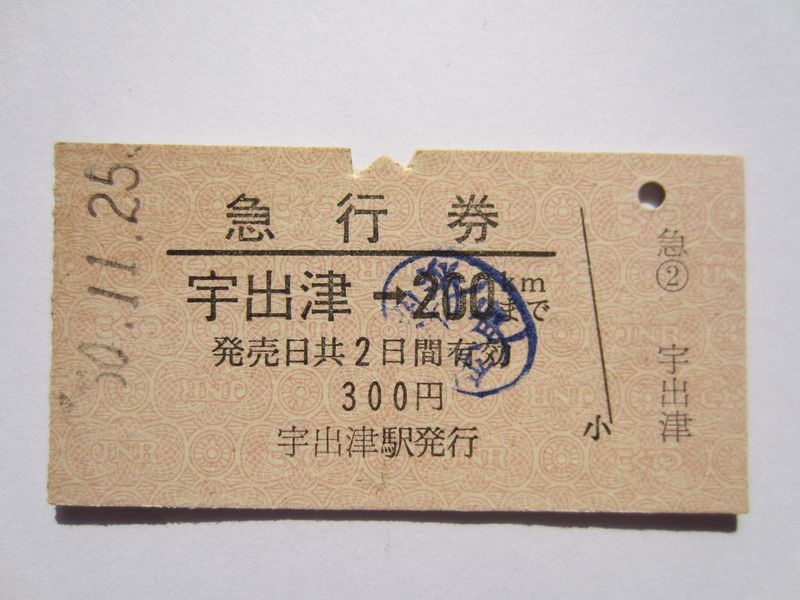 50.11.25
急行券
宇出津→200kmまで
発売日共2日間有効
300円
宇出津駅発行
小
急
②
宇出津